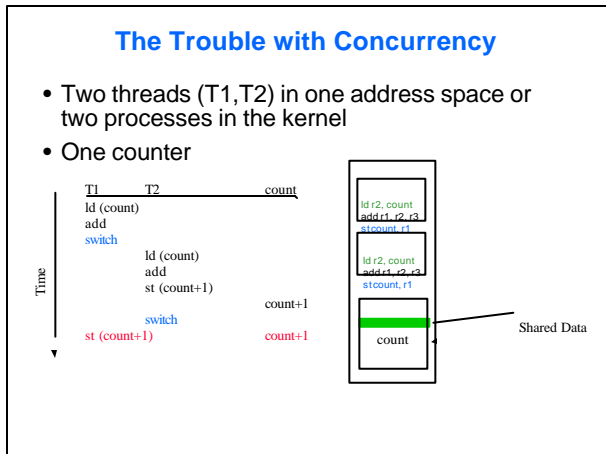 The Trouble with Concurrency
• Two threads (T1,T2) in one address space or
two processes in the kernel
• One counter
T1 T2 count
ld (count)
add
switch
ld (count)
add
st (count+1)
count+1
switch
st (count+1) count+1
Time
ld r2, count
add r1, r2, r3
st count, r1
ld r2, count
add r1, r2, r3
st count, r1
count
Shared Data